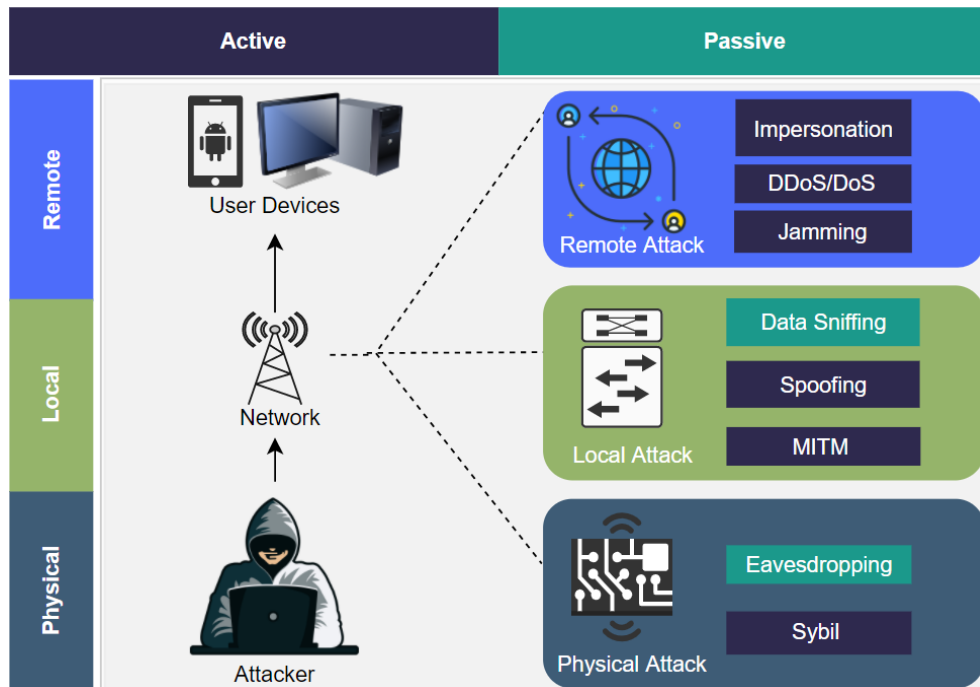 Active
Passive
Remote
User Devices
Impersonation
DDoS/DoS
Jamming
Remote Attack
Local
Network
Data Sniffing
Spoofing
MITM
Local Attack
Physical
Attacker
Eavesdropping
Sybil
Physical Attack